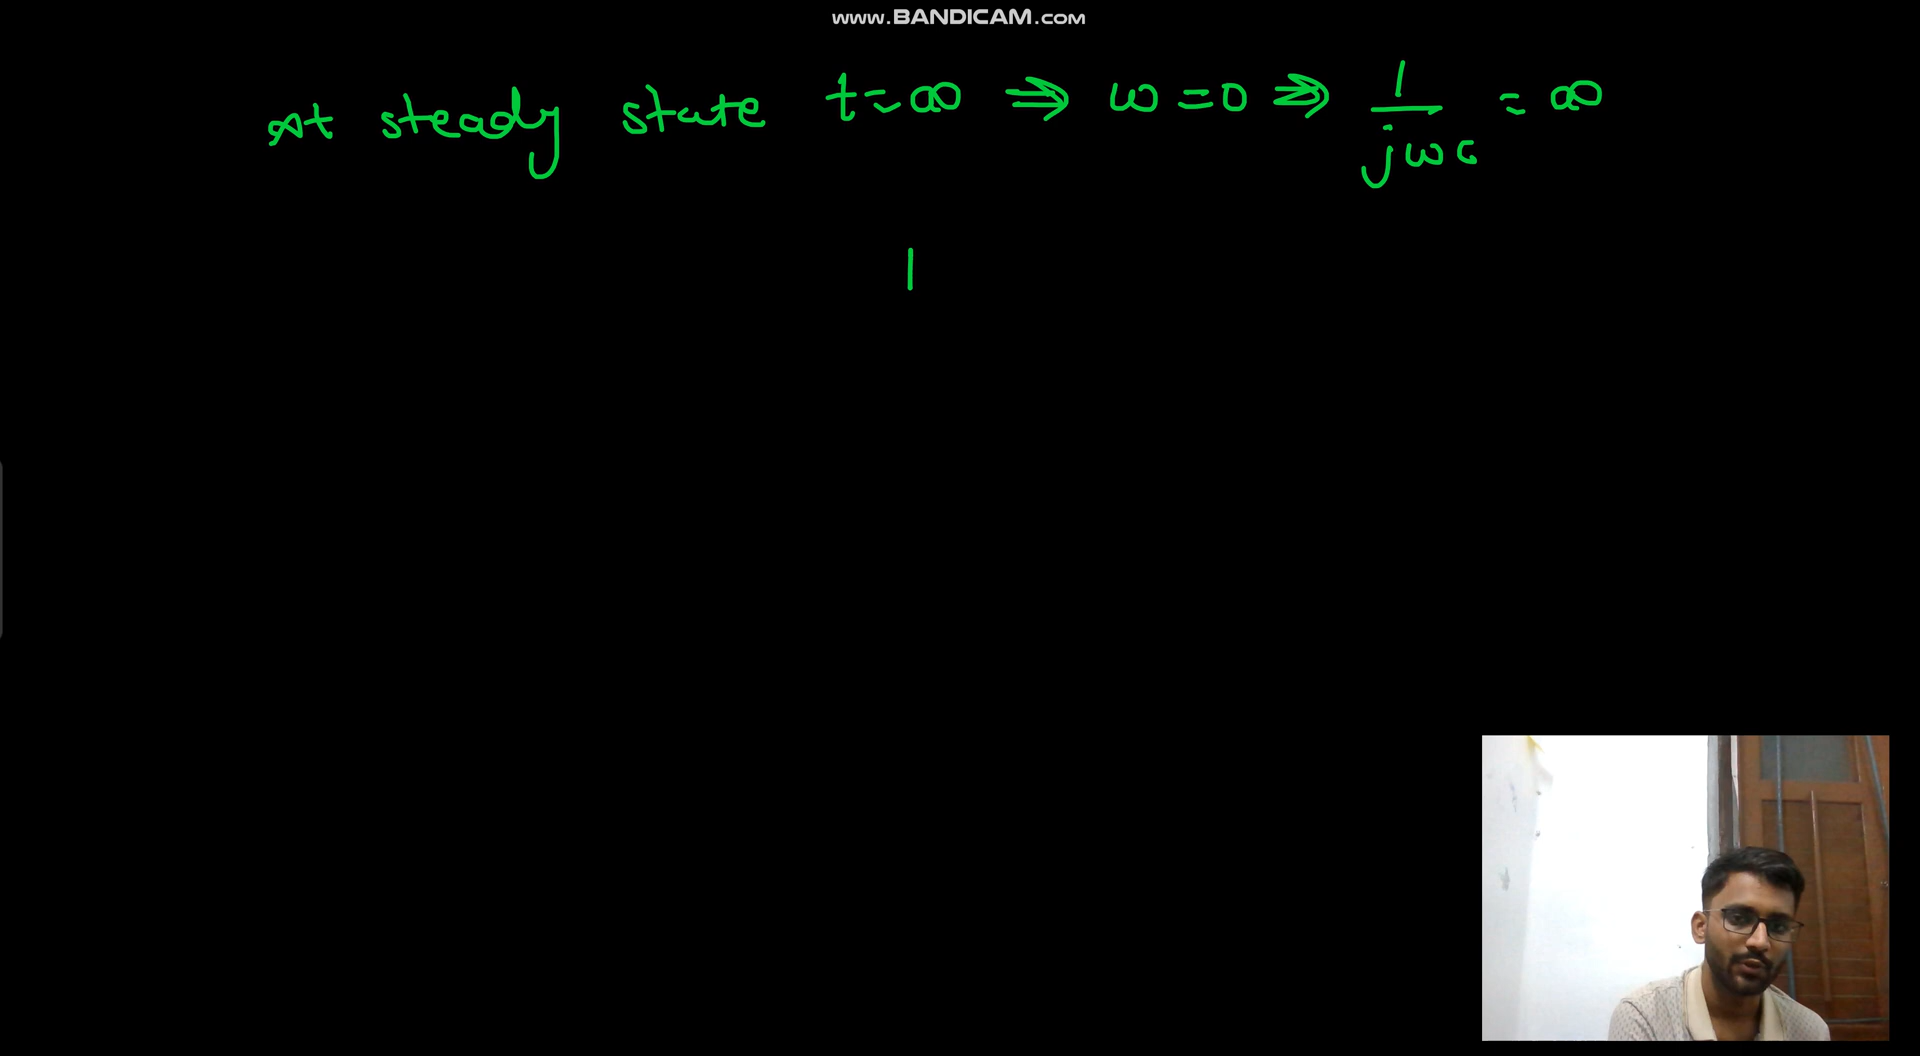 www.BANDICAM.com
At steady state t=∞ ⇒ ω=0 ⇒ 1/jωc = ∞
|